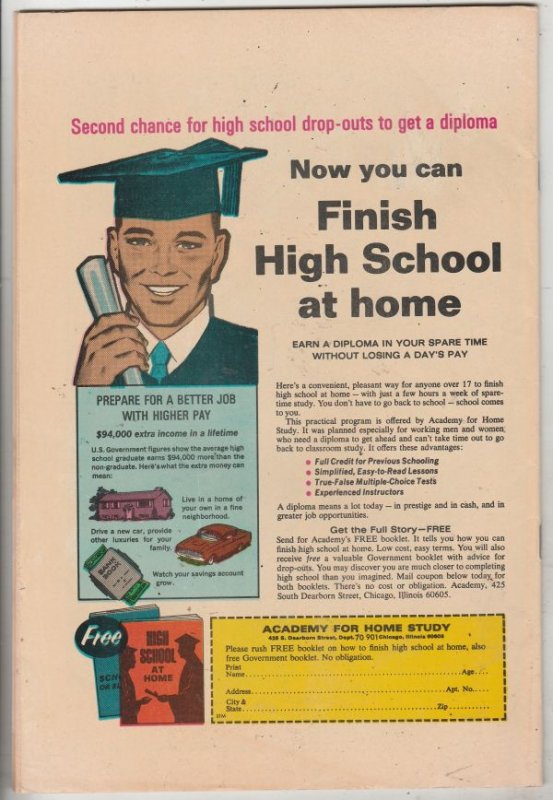 Second chance for high school drop-outs to get a diploma
Now you can
Finish
High School
at home
EARN A DIPLOMA IN YOUR SPARE TIME
WITHOUT LOSING A DAY'S PAY
PREPARE FOR A BETTER JOB
WITH HIGHER PAY
$94,000 extra income in a lifetime
U.S. Government figures show the average high
school graduate earns $94,000 more than the
non-graduate. Here's what the extra money can
mean:
Live in a home of
your own in a fine
neighborhood.
Drive a new car, provide
other luxuries for your
family.
BANK
BOOK
Watch your savings account
grow.
Here's a convenient, pleasant way for anyone over 17 to finish
high school at home — with just a few hours a week of spare-
time study. You don't have to go back to school — school comes
to you.
This practical program is offered by Academy for Home
Study. It was planned especially for working men and women
who need a diploma to get ahead and can't take time out to go
back to classroom study. It offers these advantages:
• Full Credit for Previous Schooling
• Simplified, Easy-to-Read Lessons
• True-False Multiple-Choice Tests
• Experienced Instructors
A diploma means a lot today — in prestige and in cash, and in
greater job opportunities.
Get the Full Story—FREE
Send for Academy's FREE booklet. It tells you how you can
finish high school at home. Low cost, easy terms. You will also
receive free a valuable Government booklet with advice for
drop-outs. You may discover you are much closer to completing
high school than you imagined. Mail coupon below today for
both booklets. There's no cost or obligation. Academy, 425
South Dearborn Street, Chicago, Illinois 60605.
Free
HIGH
SCHOOL
AT
HOME
ACADEMY FOR HOME STUDY
425 S. Dearborn Street, Dept. 70 901 Chicago, Illinois 60605
Please rush FREE booklet on how to finish high school at home, also
free Government booklet. No obligation.
Print
Name Age
Address Apt. No.
City &
State Zip